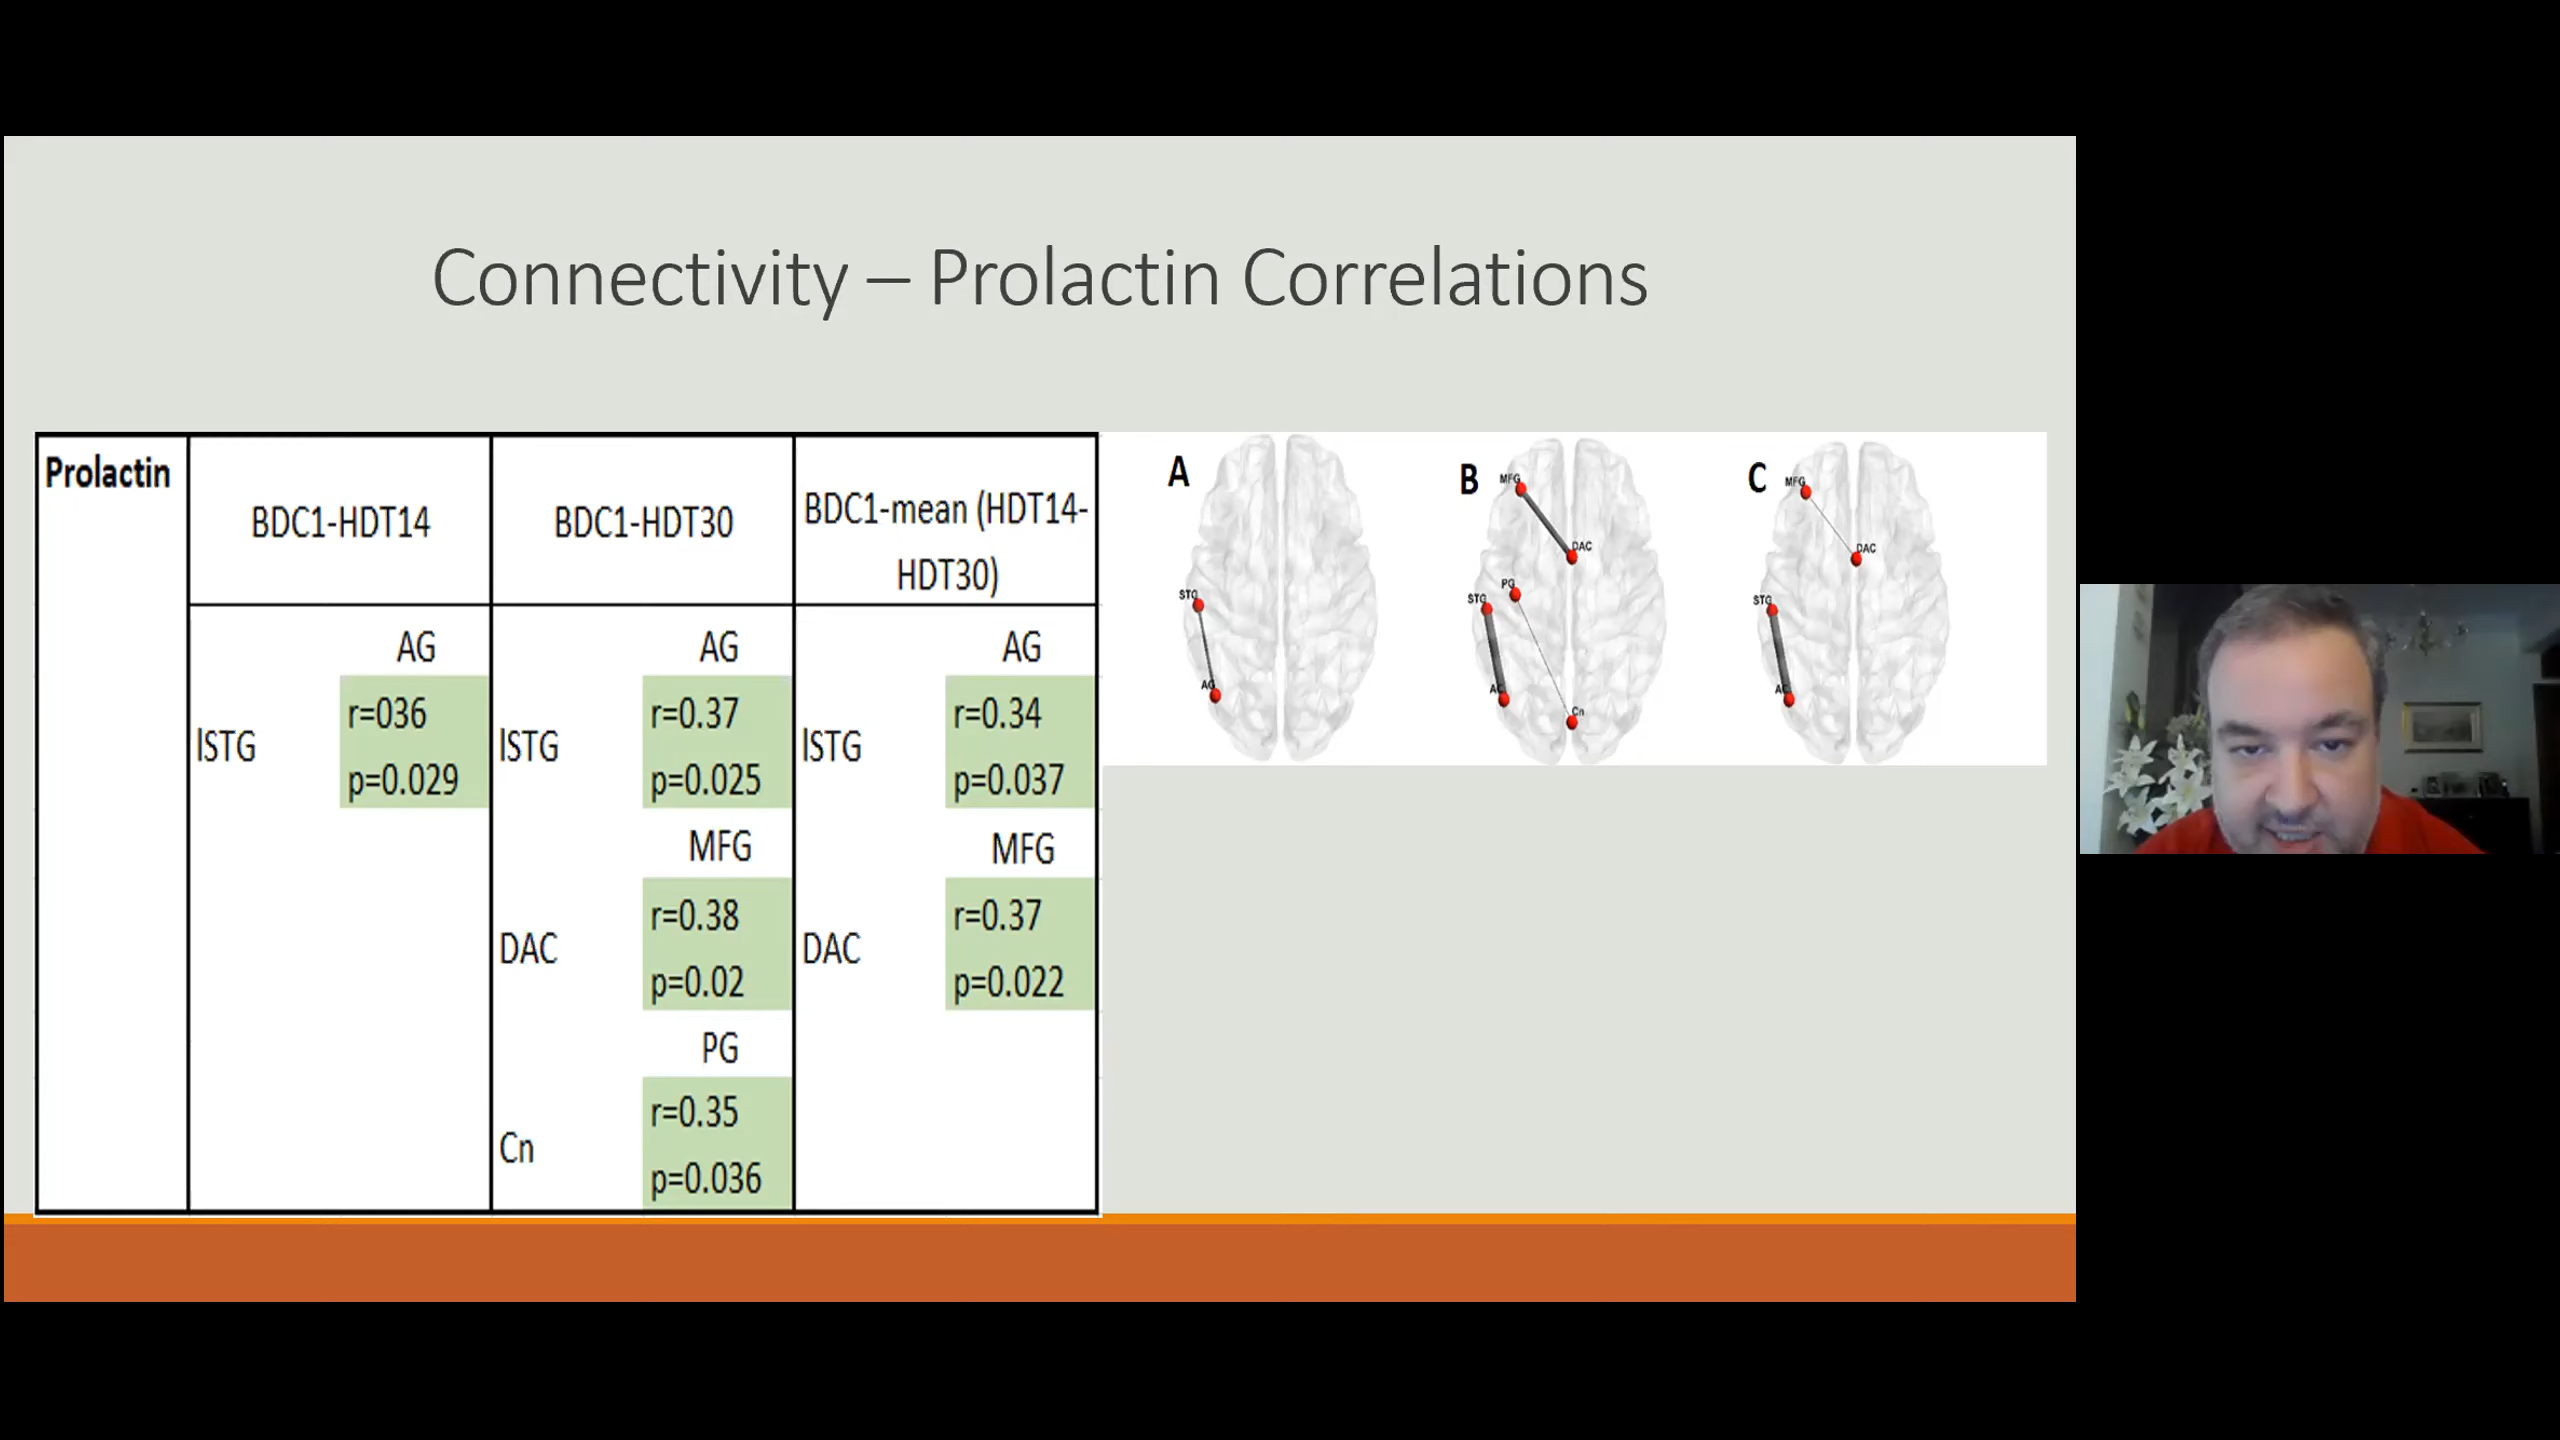 Connectivity – Prolactin Correlations
Prolactin
BDC1-HDT14
BDC1-HDT30
BDC1-mean (HDT14-
HDT30)
AG
lSTG
r=036
p=0.029
AG
lSTG
r=0.37
p=0.025
MFG
DAC
r=0.38
p=0.02
PG
Cn
r=0.35
p=0.036
AG
lSTG
r=0.34
p=0.037
MFG
DAC
r=0.37
p=0.022
A
STG
AG
B
MFG
DAC
PG
STG
AG
Cn
C
MFG
DAC
STG
AG